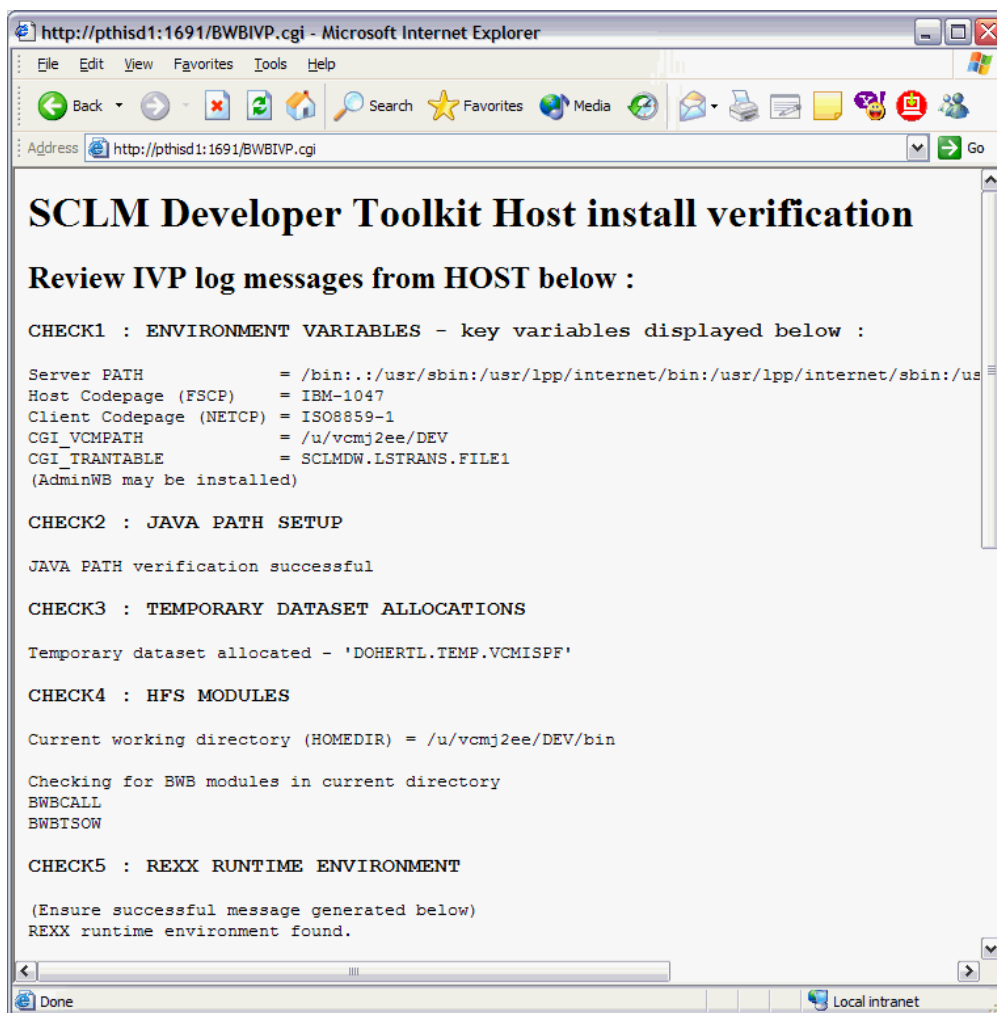 http://pthisd1:1691/BWBIVP.cgi - Microsoft Internet Explorer
File Edit View Favorites Tools Help
Back Search Favorites Media
Address http://pthisd1:1691/BWBIVP.cgi Go
SCLM Developer Toolkit Host install verification
Review IVP log messages from HOST below :
CHECK1 : ENVIRONMENT VARIABLES - key variables displayed below :
Server PATH = /bin:.:/usr/sbin:/usr/lpp/internet/bin:/usr/lpp/internet/sbin:/us
Host Codepage (FSCP) = IBM-1047
Client Codepage (NETCP) = ISO8859-1
CGI_VCMPATH = /u/vcmj2ee/DEV
CGI_TRANTABLE = SCLMDW.LSTRANS.FILE1
(AdminWB may be installed)
CHECK2 : JAVA PATH SETUP
JAVA PATH verification successful
CHECK3 : TEMPORARY DATASET ALLOCATIONS
Temporary dataset allocated - 'DOHERTL.TEMP.VCMISPF'
CHECK4 : HFS MODULES
Current working directory (HOMEDIR) = /u/vcmj2ee/DEV/bin
Checking for BWB modules in current directory
BWBCALL
BWBTSOW
CHECK5 : REXX RUNTIME ENVIRONMENT
(Ensure successful message generated below)
REXX runtime environment found.
Done Local intranet